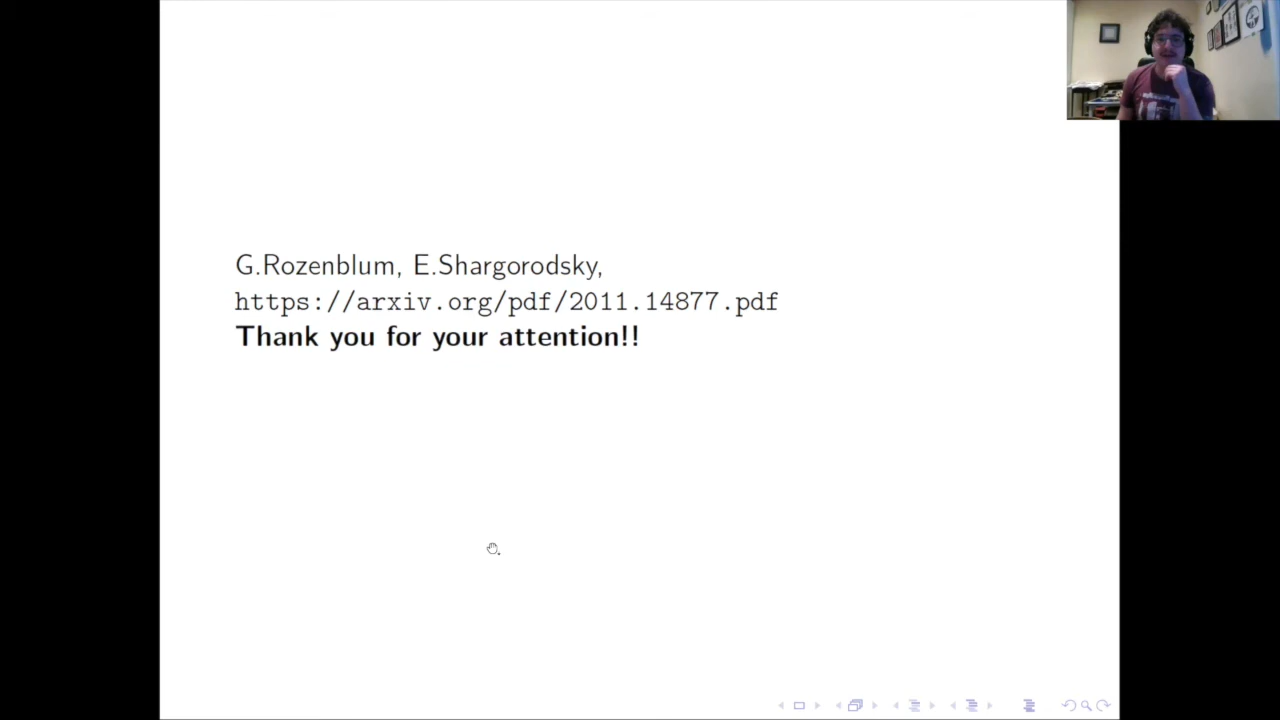 G.Rozenblum, E.Shargorodsky,
https://arxiv.org/pdf/2011.14877.pdf
Thank you for your attention!!